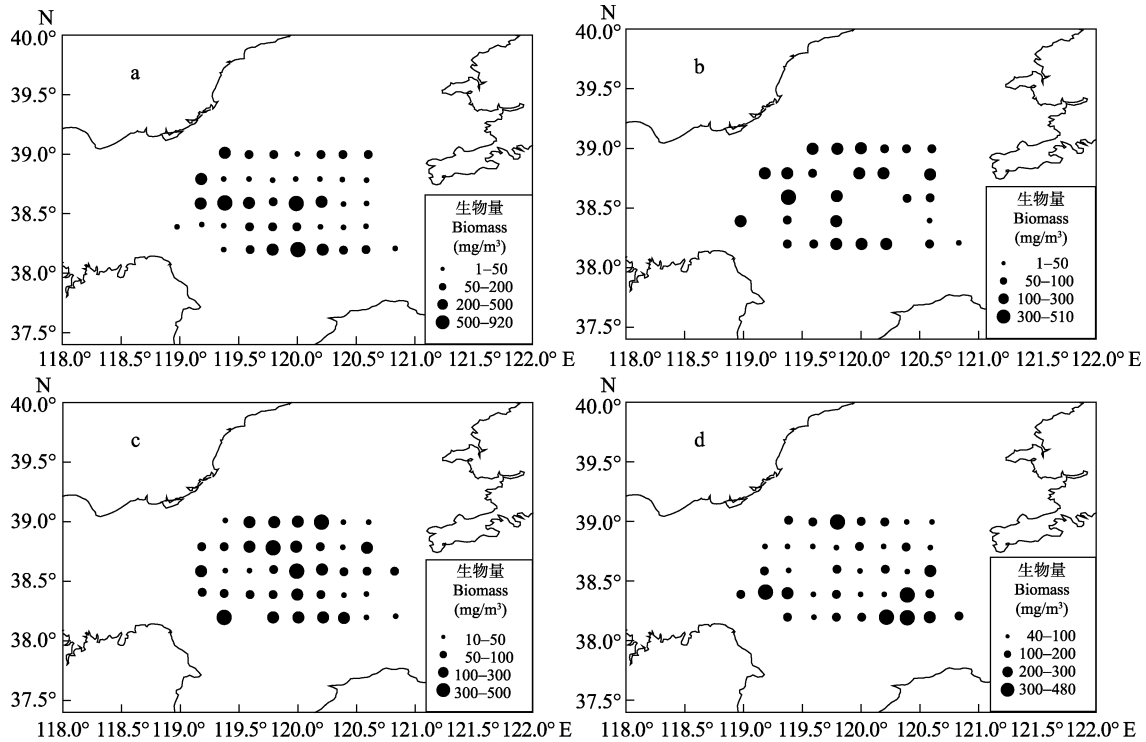 N
40.0°
39.5°
39.0°
38.5°
38.0°
37.5°
a
生物量
Biomass
(mg/m³)
1–50
50–200
200–500
500–920
118.0° 118.5° 119.0° 119.5° 120.0° 120.5° 121.0° 121.5° 122.0° E
N
40.0°
39.5°
39.0°
38.5°
38.0°
37.5°
b
生物量
Biomass
(mg/m³)
1–50
50–100
100–300
300–510
118.0° 118.5° 119.0° 119.5° 120.0° 120.5° 121.0° 121.5° 122.0° E
N
40.0°
39.5°
39.0°
38.5°
38.0°
37.5°
c
生物量
Biomass
(mg/m³)
10–50
50–100
100–300
300–500
118.0° 118.5° 119.0° 119.5° 120.0° 120.5° 121.0° 121.5° 122.0° E
N
40.0°
39.5°
39.0°
38.5°
38.0°
37.5°
d
生物量
Biomass
(mg/m³)
40–100
100–200
200–300
300–480
118.0° 118.5° 119.0° 119.5° 120.0° 120.5° 121.0° 121.5° 122.0° E